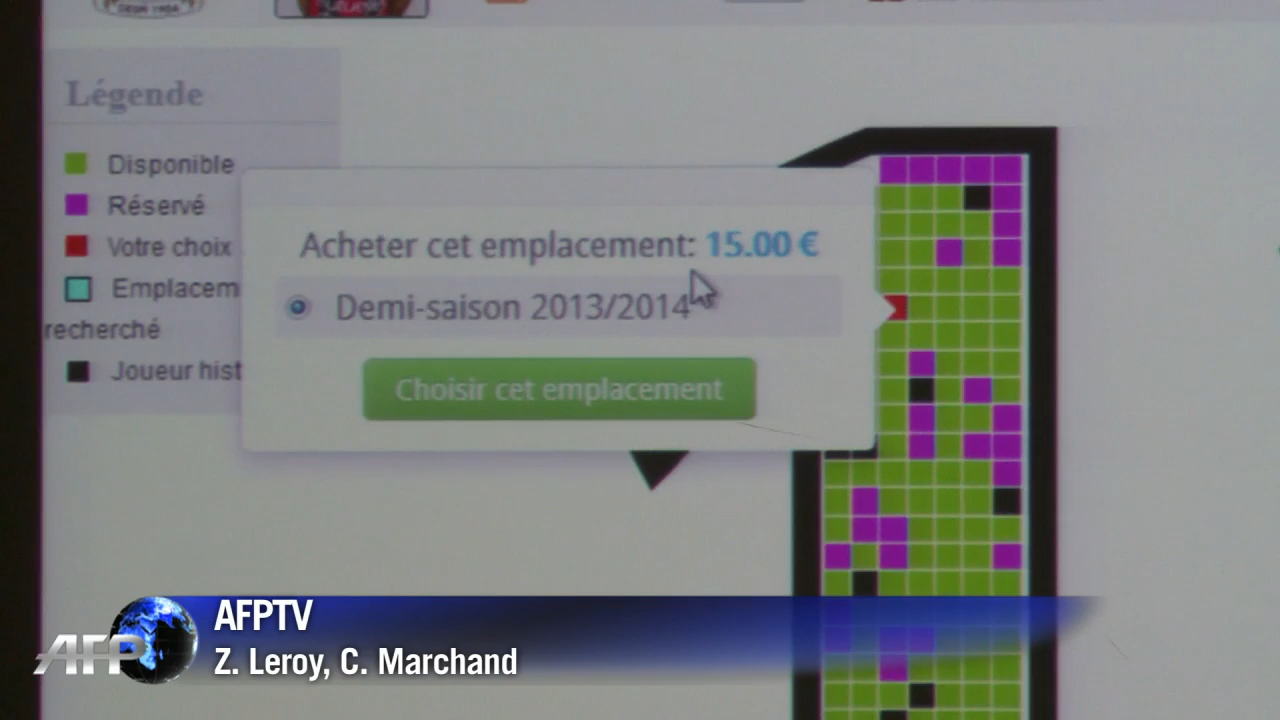 Légende
Disponible
Réservé
Votre choix
Emplacem
recherché
Joueur hist
Acheter cet emplacement: 15.00 €
Demi-saison 2013/2014
Choisir cet emplacement
AFPTV
AFP
Z. Leroy, C. Marchand